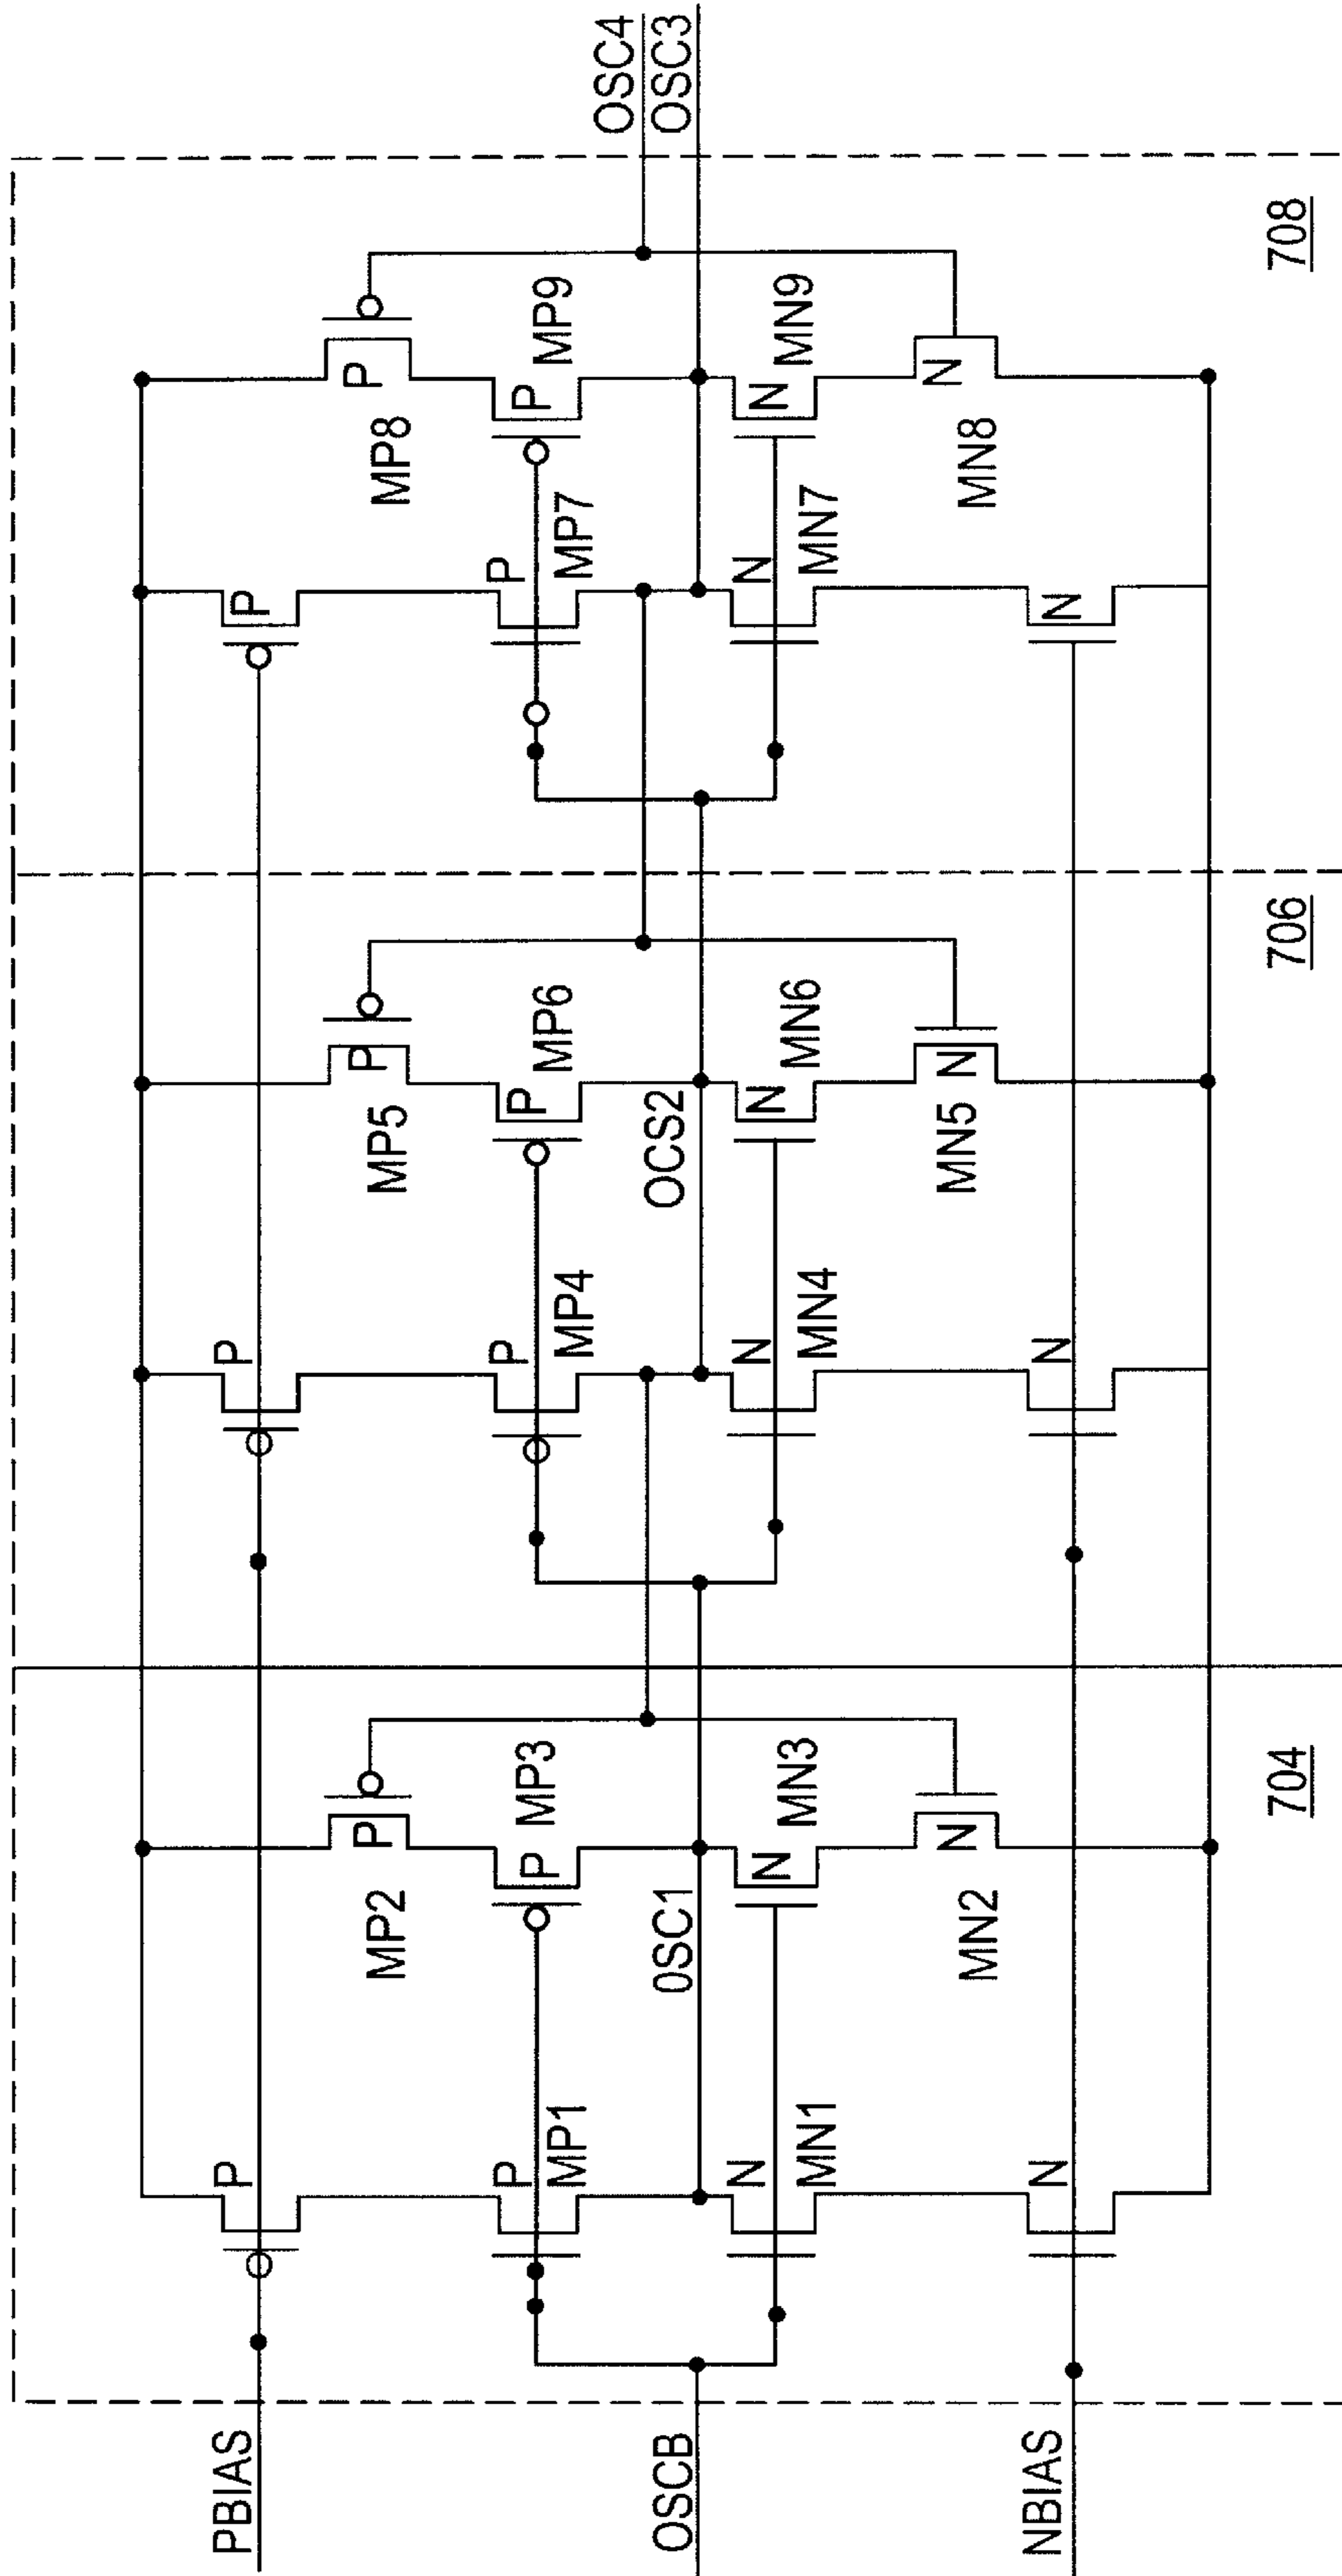 PBIAS
P
P
P
P
P
P
MP2
MP5
MP8
P
P
P
P
P
P
MP1
MP3
MP4
MP6
MP7
MP9
OSC4
OSCB
0SC1
OCS2
OSC3
N
N
N
N
N
N
MN1
MN3
MN4
MN6
MN7
MN9
N
N
N
MN2
MN5
MN8
NBIAS
N
N
N
704
706
708